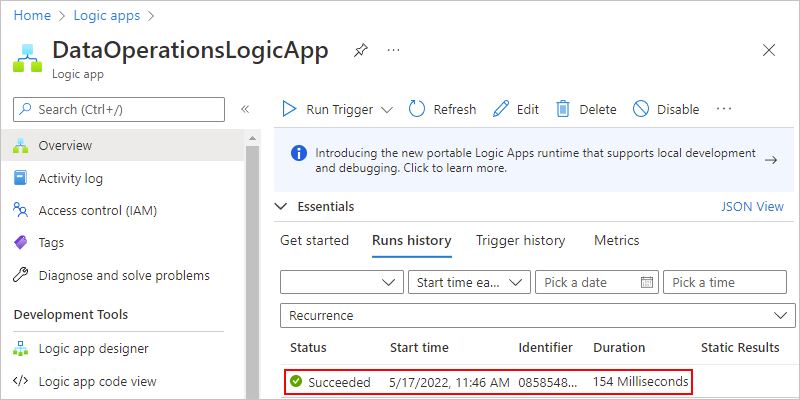 Home > Logic apps >
DataOperationsLogicApp
Logic app
Search (Ctrl+/)
Overview
Activity log
Access control (IAM)
Tags
Diagnose and solve problems
Development Tools
Logic app designer
Logic app code view
Run Trigger Refresh Edit Delete Disable
Introducing the new portable Logic Apps runtime that supports local development
and debugging. Click to learn more.
Essentials JSON View
Get started Runs history Trigger history Metrics
Start time ea... Pick a date Pick a time
Recurrence
Status Start time Identifier Duration Static Results
Succeeded 5/17/2022, 11:46 AM 0858548... 154 Milliseconds